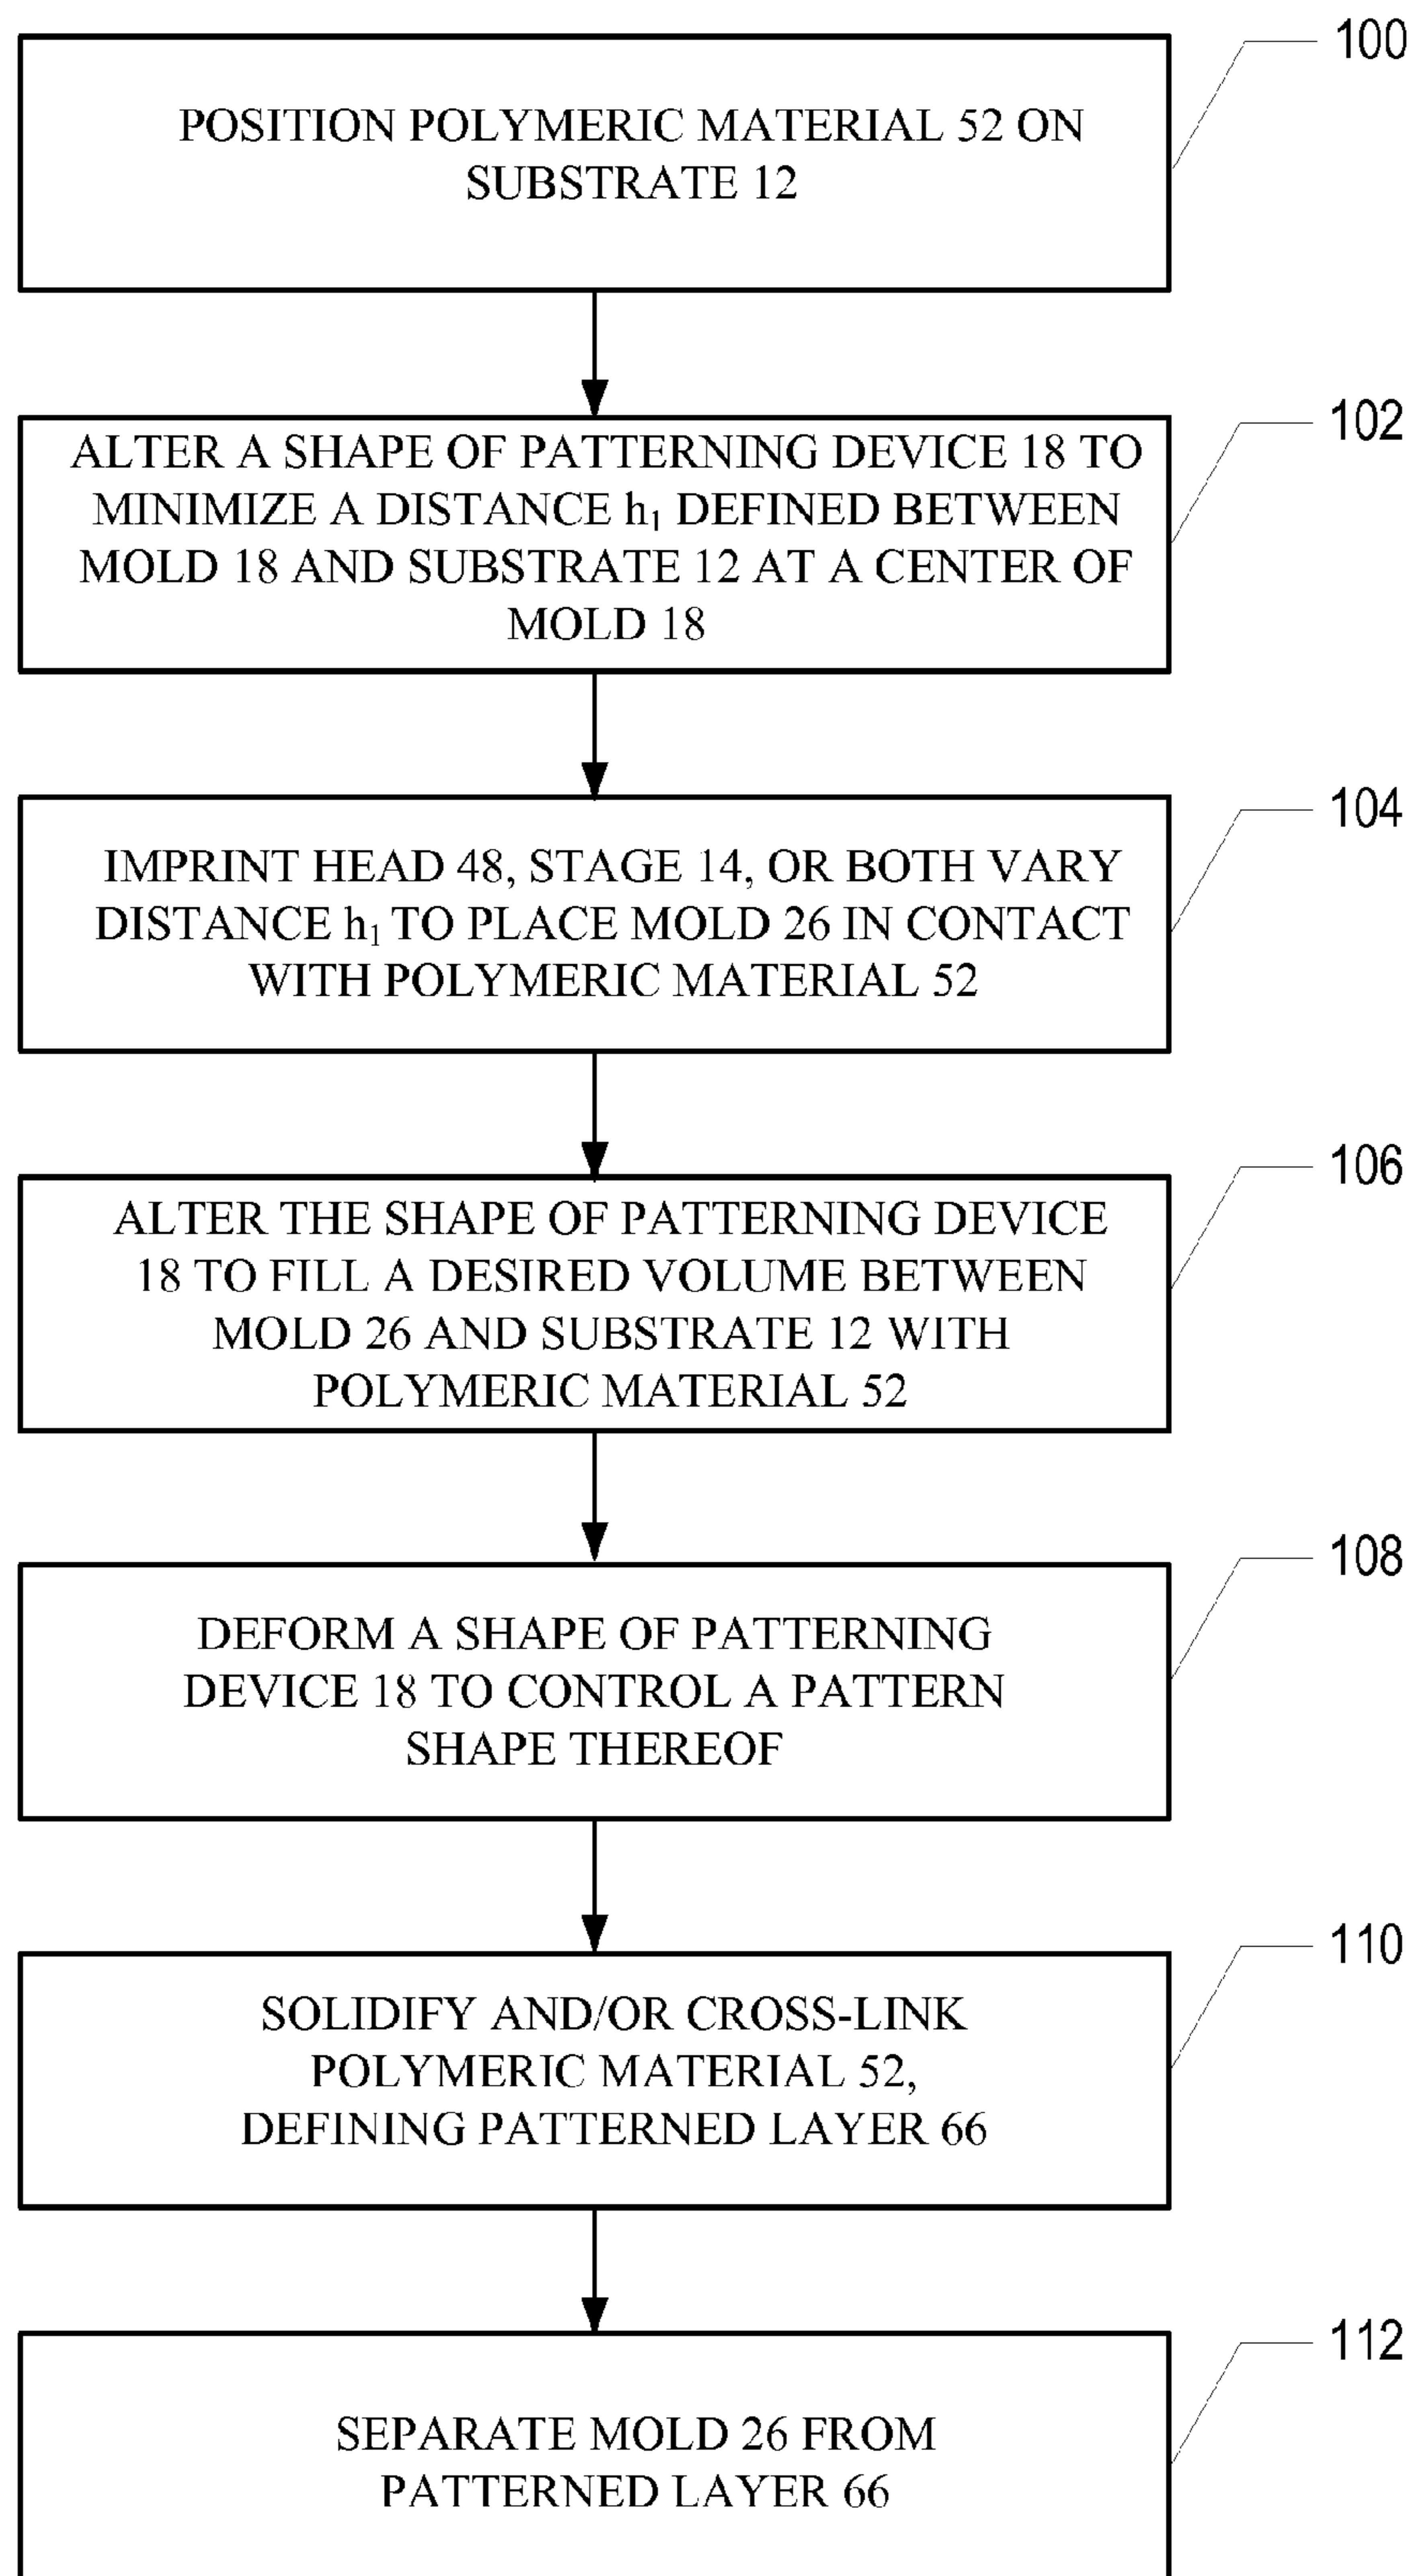 100
POSITION POLYMERIC MATERIAL 52 ON
SUBSTRATE 12
102
ALTER A SHAPE OF PATTERNING DEVICE 18 TO
MINIMIZE A DISTANCE h₁ DEFINED BETWEEN
MOLD 18 AND SUBSTRATE 12 AT A CENTER OF
MOLD 18
104
IMPRINT HEAD 48, STAGE 14, OR BOTH VARY
DISTANCE h₁ TO PLACE MOLD 26 IN CONTACT
WITH POLYMERIC MATERIAL 52
106
ALTER THE SHAPE OF PATTERNING DEVICE
18 TO FILL A DESIRED VOLUME BETWEEN
MOLD 26 AND SUBSTRATE 12 WITH
POLYMERIC MATERIAL 52
108
DEFORM A SHAPE OF PATTERNING
DEVICE 18 TO CONTROL A PATTERN
SHAPE THEREOF
110
SOLIDIFY AND/OR CROSS-LINK
POLYMERIC MATERIAL 52,
DEFINING PATTERNED LAYER 66
112
SEPARATE MOLD 26 FROM
PATTERNED LAYER 66